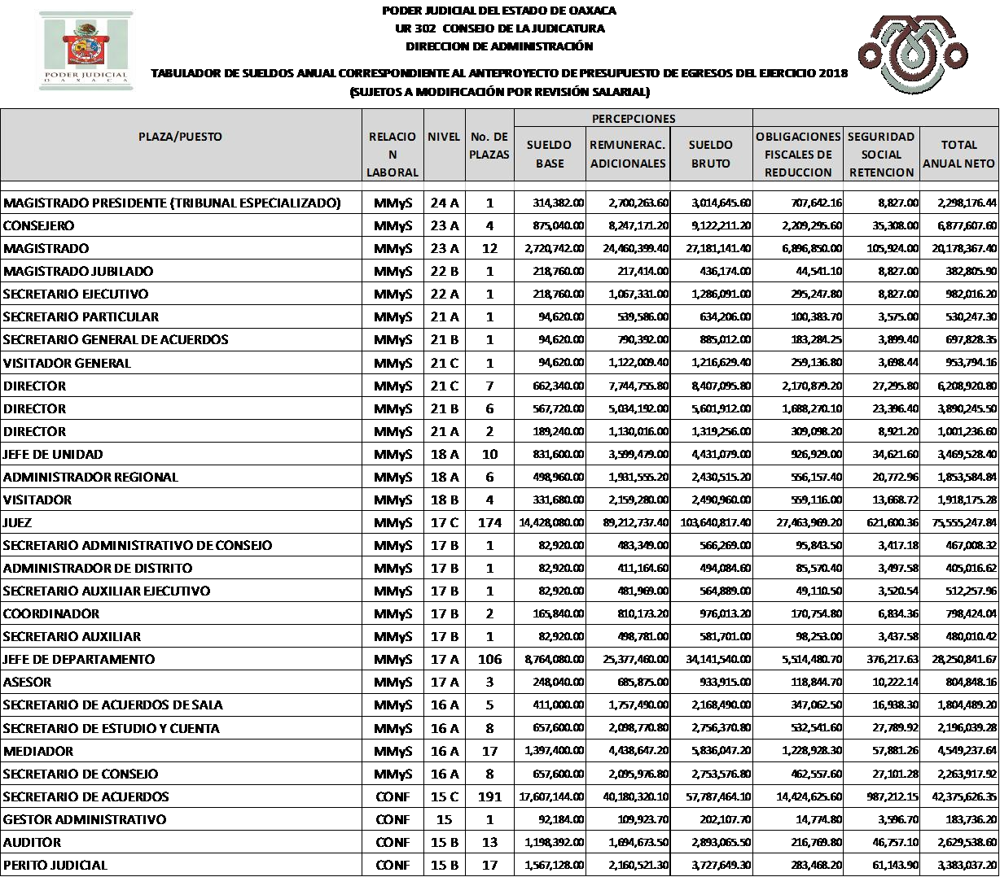 PODER JUDICIAL DEL ESTADO DE OAXACA
UR 302 CONSEJO DE LA JUDICATURA
DIRECCION DE ADMINISTRACIÓN
PODER JUDICIAL
OAXACA
TABULADOR DE SUELDOS ANUAL CORRESPONDIENTE AL ANTEPROYECTO DE PRESUPUESTO DE EGRESOS DEL EJERCICIO 2018
(SUJETOS A MODIFICACIÓN POR REVISIÓN SALARIAL)
PERCEPCIONES
PLAZA/PUESTO RELACION LABORAL NIVEL No. DE PLAZAS SUELDO BASE REMUNERAC. ADICIONALES SUELDO BRUTO OBLIGACIONES FISCALES DE REDUCCION SEGURIDAD SOCIAL RETENCION TOTAL ANUAL NETO
MAGISTRADO PRESIDENTE (TRIBUNAL ESPECIALIZADO) MMyS 24 A 1 314,382.00 2,700,263.60 3,014,645.60 707,642.16 8,827.00 2,298,176.44
CONSEJERO MMyS 23 A 4 875,040.00 8,247,171.20 9,122,211.20 2,209,295.60 35,308.00 6,877,607.60
MAGISTRADO MMyS 23 A 12 2,720,742.00 24,460,399.40 27,181,141.40 6,896,850.00 105,924.00 20,178,367.40
MAGISTRADO JUBILADO MMyS 22 B 1 218,760.00 217,414.00 436,174.00 44,541.10 8,827.00 382,805.90
SECRETARIO EJECUTIVO MMyS 22 A 1 218,760.00 1,067,331.00 1,286,091.00 295,247.80 8,827.00 982,016.20
SECRETARIO PARTICULAR MMyS 21 A 1 94,620.00 539,586.00 634,206.00 100,383.70 3,575.00 530,247.30
SECRETARIO GENERAL DE ACUERDOS MMyS 21 B 1 94,620.00 790,392.00 885,012.00 183,284.25 3,899.40 697,828.35
VISITADOR GENERAL MMyS 21 C 1 94,620.00 1,122,009.40 1,216,629.40 259,136.80 3,698.44 953,794.16
DIRECTOR MMyS 21 C 7 662,340.00 7,744,755.80 8,407,095.80 2,170,879.20 27,295.80 6,208,920.80
DIRECTOR MMyS 21 B 6 567,720.00 5,034,192.00 5,601,912.00 1,688,270.10 23,396.40 3,890,245.50
DIRECTOR MMyS 21 A 2 189,240.00 1,130,016.00 1,319,256.00 309,098.20 8,921.20 1,001,236.60
JEFE DE UNIDAD MMyS 18 A 10 831,600.00 3,599,479.00 4,431,079.00 926,929.00 34,621.60 3,469,528.40
ADMINISTRADOR REGIONAL MMyS 18 A 6 498,960.00 1,931,555.20 2,430,515.20 556,157.40 20,772.96 1,853,584.84
VISITADOR MMyS 18 B 4 331,680.00 2,159,280.00 2,490,960.00 559,116.00 13,668.72 1,918,175.28
JUEZ MMyS 17 C 174 14,428,080.00 89,212,737.40 103,640,817.40 27,463,969.20 621,600.36 75,555,247.84
SECRETARIO ADMINISTRATIVO DE CONSEJO MMyS 17 B 1 82,920.00 483,349.00 566,269.00 95,843.50 3,417.18 467,008.32
ADMINISTRADOR DE DISTRITO MMyS 17 B 1 82,920.00 411,164.60 494,084.60 85,570.40 3,497.58 405,016.62
SECRETARIO AUXILIAR EJECUTIVO MMyS 17 B 1 82,920.00 481,969.00 564,889.00 49,110.50 3,520.54 512,257.96
COORDINADOR MMyS 17 B 2 165,840.00 810,173.20 976,013.20 170,754.80 6,834.36 798,424.04
SECRETARIO AUXILIAR MMyS 17 B 1 82,920.00 498,781.00 581,701.00 98,253.00 3,437.58 480,010.42
JEFE DE DEPARTAMENTO MMyS 17 A 106 8,764,080.00 25,377,460.00 34,141,540.00 5,514,480.70 376,217.63 28,250,841.67
ASESOR MMyS 17 A 3 248,040.00 685,875.00 933,915.00 118,844.70 10,222.14 804,848.16
SECRETARIO DE ACUERDOS DE SALA MMyS 16 A 5 411,000.00 1,757,490.00 2,168,490.00 347,062.50 16,938.30 1,804,489.20
SECRETARIO DE ESTUDIO Y CUENTA MMyS 16 A 8 657,600.00 2,098,770.80 2,756,370.80 532,541.60 27,789.92 2,196,039.28
MEDIADOR MMyS 16 A 17 1,397,400.00 4,438,647.20 5,836,047.20 1,228,928.30 57,881.26 4,549,237.64
SECRETARIO DE CONSEJO MMyS 16 A 8 657,600.00 2,095,976.80 2,753,576.80 462,557.60 27,101.28 2,263,917.92
SECRETARIO DE ACUERDOS CONF 15 C 191 17,607,144.00 40,180,320.10 57,787,464.10 14,424,625.60 987,212.15 42,375,626.35
GESTOR ADMINISTRATIVO CONF 15 1 92,184.00 109,923.70 202,107.70 14,774.80 3,596.70 183,736.20
AUDITOR CONF 15 B 13 1,198,392.00 1,694,673.50 2,893,065.50 216,769.80 46,757.10 2,629,538.60
PERITO JUDICIAL CONF 15 B 17 1,567,128.00 2,160,521.30 3,727,649.30 283,468.20 61,143.90 3,383,037.20